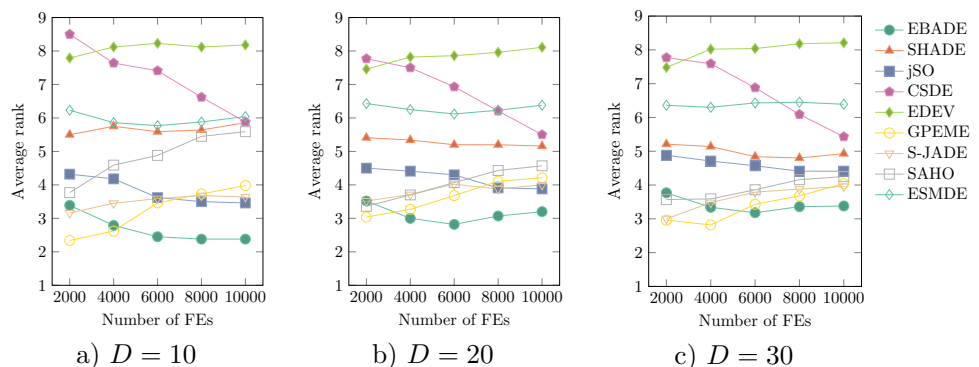 9
8
7
6
5
4
3
2
1
Average rank
2000 4000 6000 8000 10000
Number of FEs
a) D = 10
9
8
7
6
5
4
3
2
1
Average rank
2000 4000 6000 8000 10000
Number of FEs
b) D = 20
9
8
7
6
5
4
3
2
1
Average rank
2000 4000 6000 8000 10000
Number of FEs
c) D = 30
EBADE
SHADE
jSO
CSDE
EDEV
GPEME
S-JADE
SAHO
ESMDE